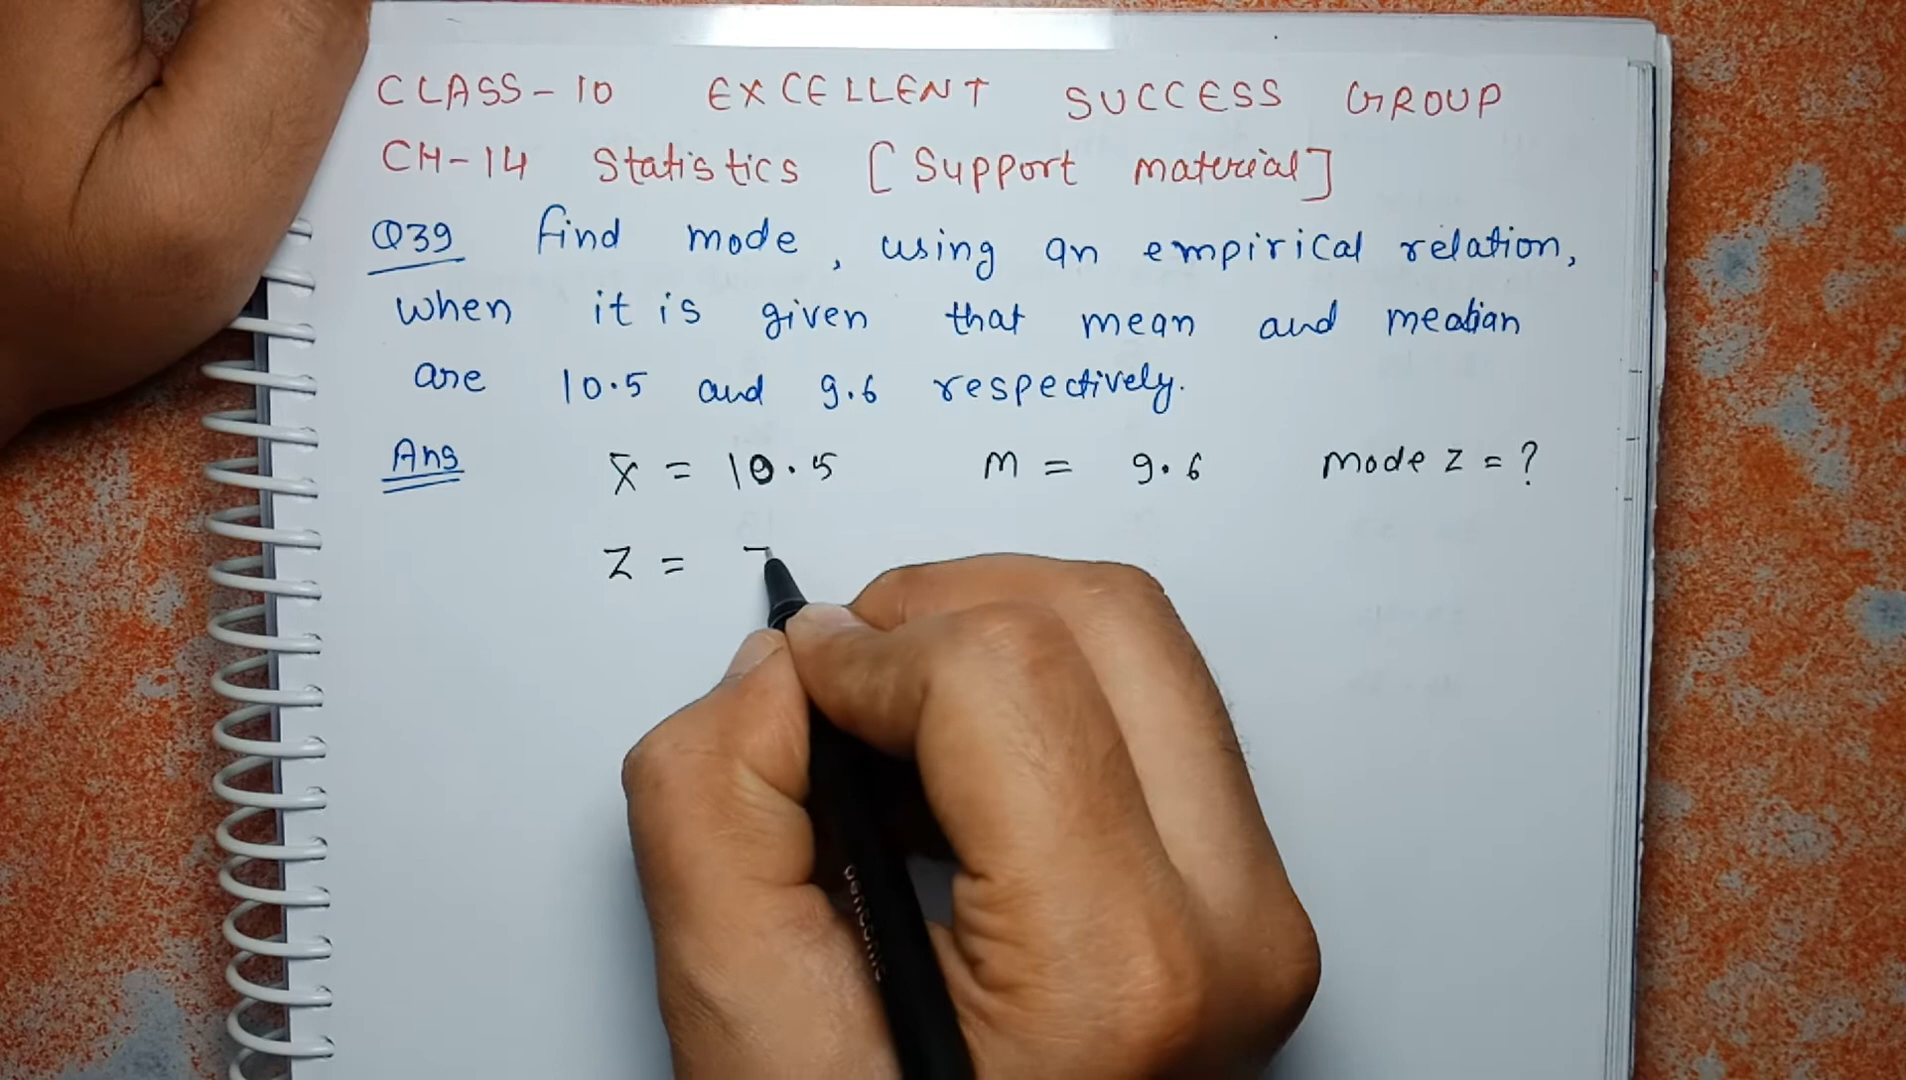 CLASS-10 EXCELLENT SUCCESS GROUP
CH-14 Statistics [Support material]
Q39 Find mode, using an empirical relation,
when it is given that mean and median
are 10.5 and 9.6 respectively.
Ans x̄ = 10.5 M = 9.6 Mode Z = ?
Z =